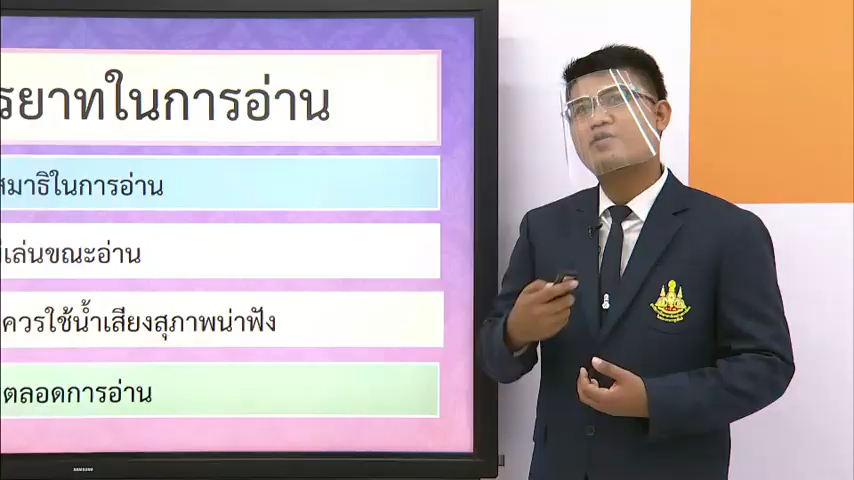 รยาทในการอ่าน
สมาธิในการอ่าน
เล่นขณะอ่าน
ควรใช้น้ำเสียงสุภาพน่าฟัง
ตลอดการอ่าน
SAMSUNG